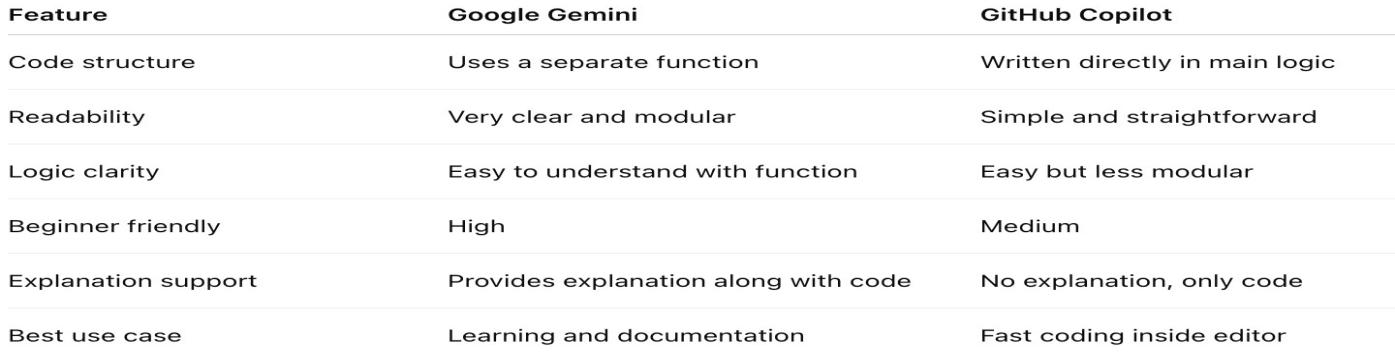 Feature Google Gemini GitHub Copilot
Code structure Uses a separate function Written directly in main logic
Readability Very clear and modular Simple and straightforward
Logic clarity Easy to understand with function Easy but less modular
Beginner friendly High Medium
Explanation support Provides explanation along with code No explanation, only code
Best use case Learning and documentation Fast coding inside editor